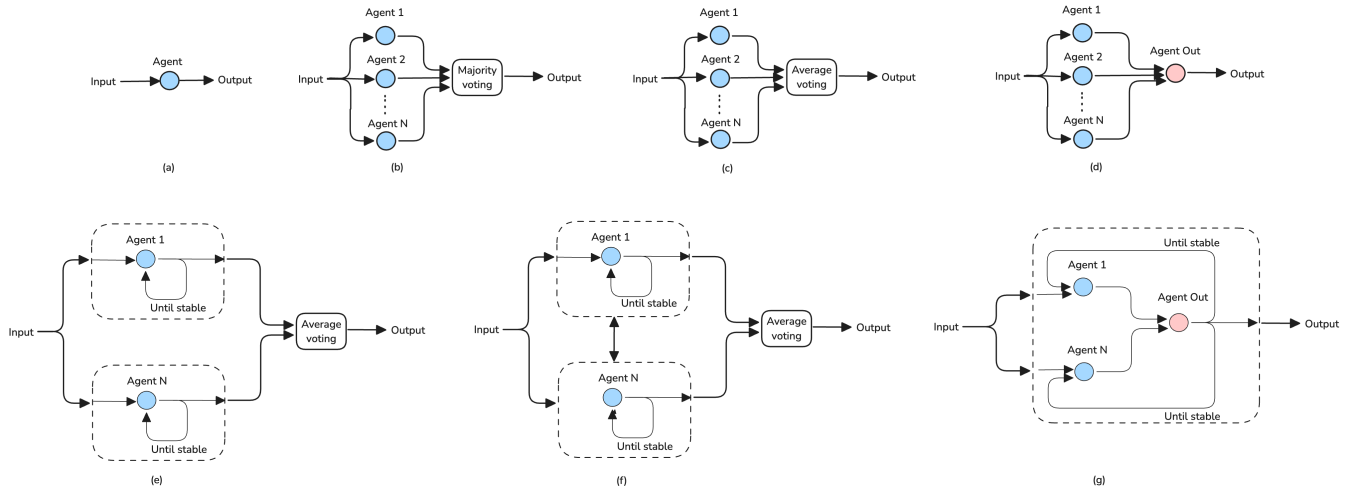 Agent
Input
Output
(a)
Agent 1
Agent 2
Input
Majority
voting
Output
Agent N
(b)
Agent 1
Agent 2
Input
Average
voting
Output
Agent N
(c)
Agent 1
Agent 2
Agent Out
Input
Output
Agent N
(d)
Agent 1
Until stable
Input
Average
voting
Output
Agent N
Until stable
(e)
Agent 1
Until stable
Input
Average
voting
Output
Agent N
Until stable
(f)
Until stable
Agent 1
Agent Out
Input
Output
Agent N
Until stable
(g)